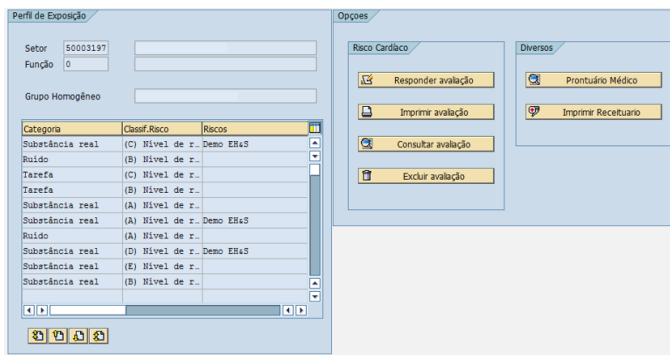 Perfil de Exposição
Setor 50003197
Função 0
Grupo Homogêneo
Categoria Classif.Risco Riscos
Substância real (C) Nível de r… Demo EH&S
Ruído (B) Nível de r…
Tarefa (C) Nível de r…
Tarefa (B) Nível de r…
Substância real (A) Nível de r…
Substância real (A) Nível de r… Demo EH&S
Ruído (A) Nível de r…
Substância real (D) Nível de r… Demo EH&S
Substância real (E) Nível de r…
Substância real (B) Nível de r…
Opçoes
Risco Cardíaco
Responder avaliação
Imprimir avaliação
Consultar avaliação
Excluir avaliação
Diversos
Prontuário Médico
Imprimir Receituario